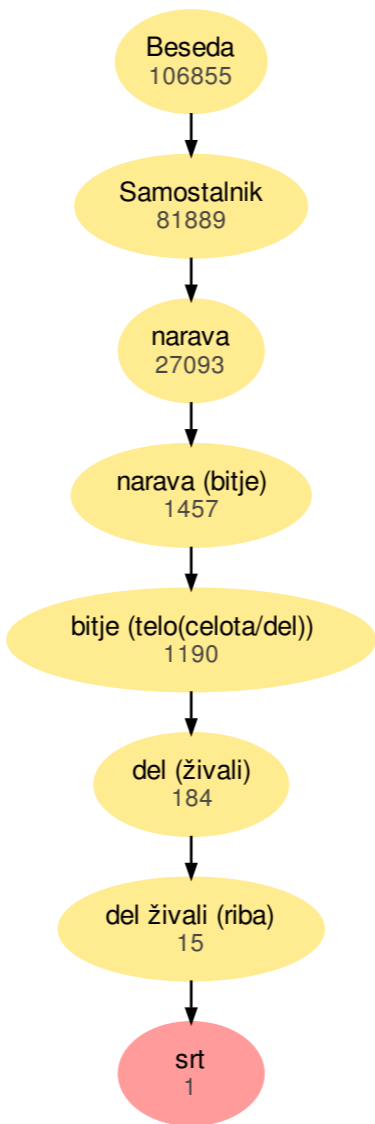 Beseda
106855
Samostalnik
81889
narava
27093
narava (bitje)
1457
bitje (telo(celota/del))
1190
del (živali)
184
del živali (riba)
15
srt
1